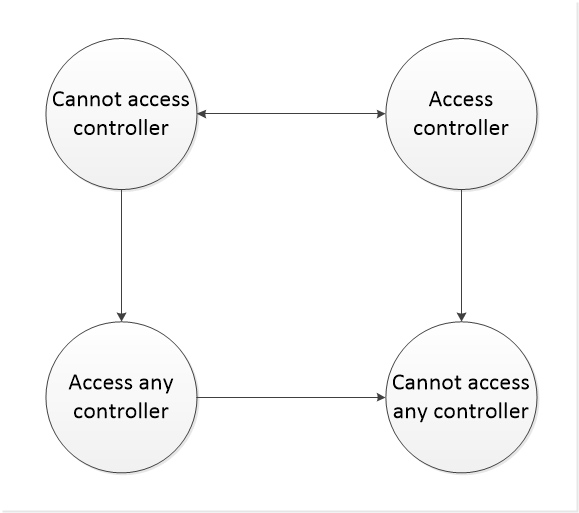 Cannot access
controller
Access
controller
Access any
controller
Cannot access
any controller